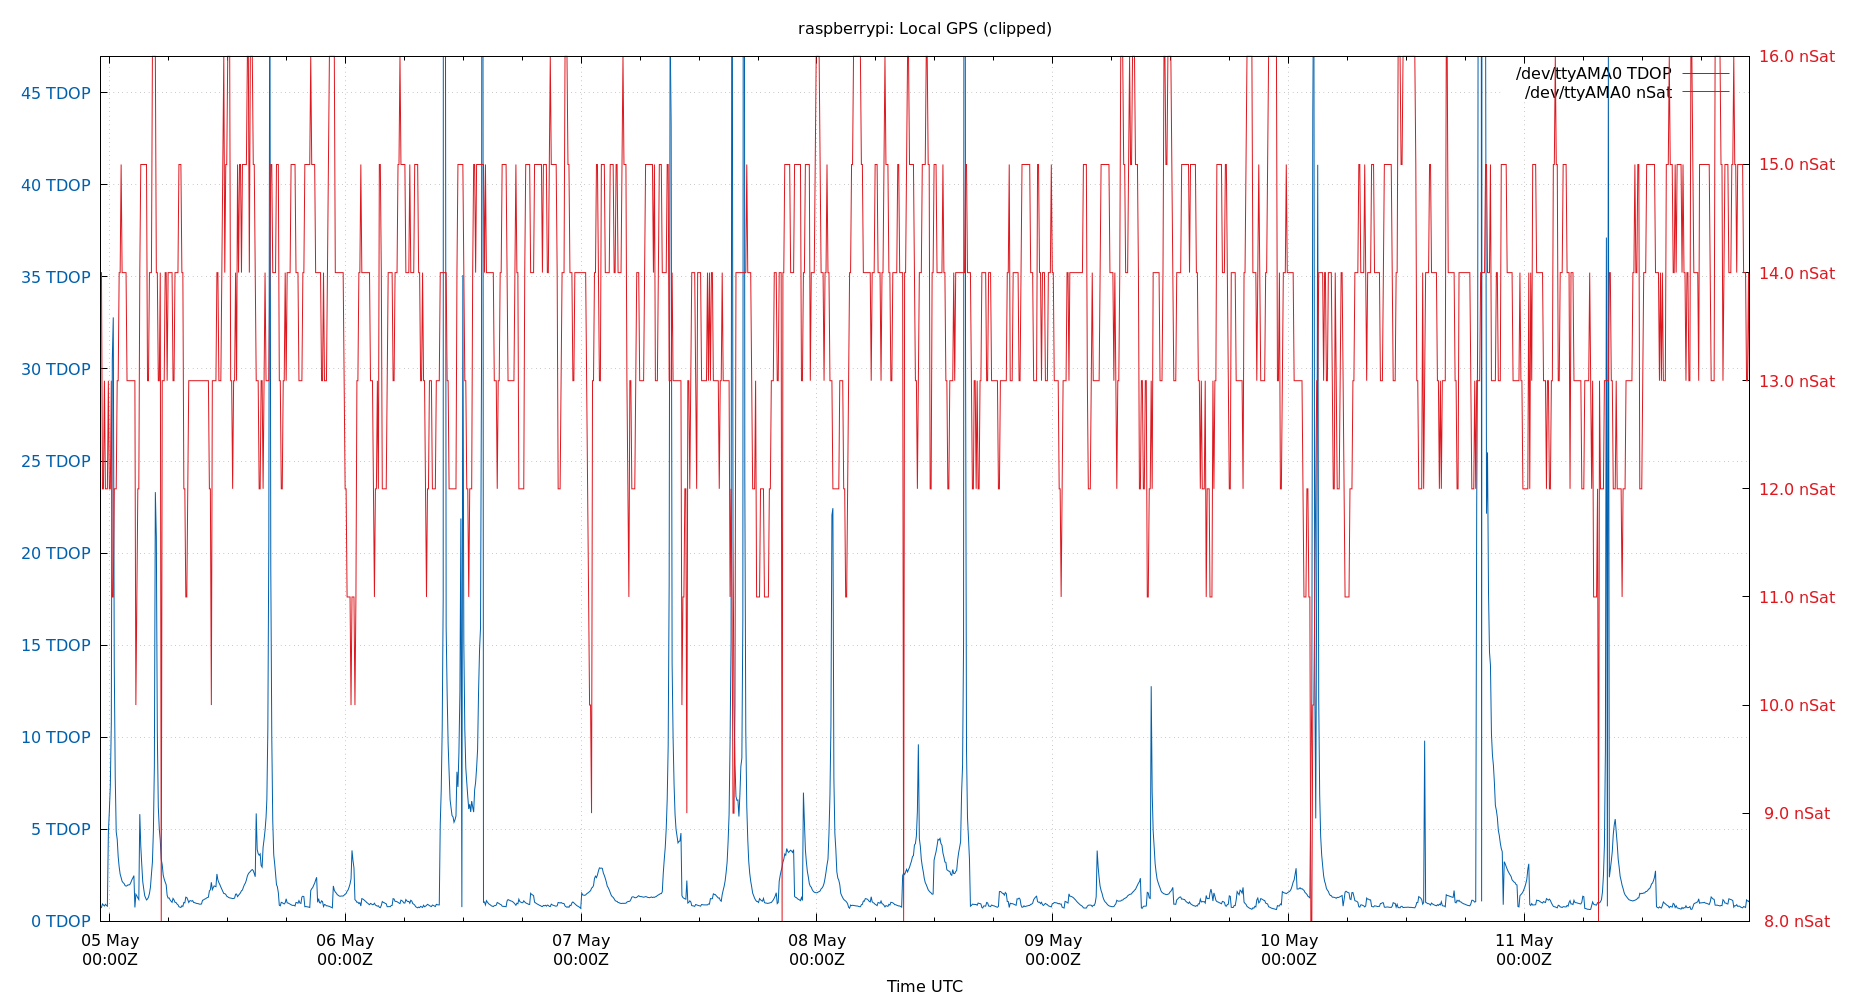 raspberrypi: Local GPS (clipped)
/dev/ttyAMA0 TDOP
/dev/ttyAMA0 nSat
45 TDOP
40 TDOP
35 TDOP
30 TDOP
25 TDOP
20 TDOP
15 TDOP
10 TDOP
5 TDOP
0 TDOP
16.0 nSat
15.0 nSat
14.0 nSat
13.0 nSat
12.0 nSat
11.0 nSat
10.0 nSat
9.0 nSat
8.0 nSat
05 May
00:00Z
06 May
00:00Z
07 May
00:00Z
08 May
00:00Z
09 May
00:00Z
10 May
00:00Z
11 May
00:00Z
Time UTC